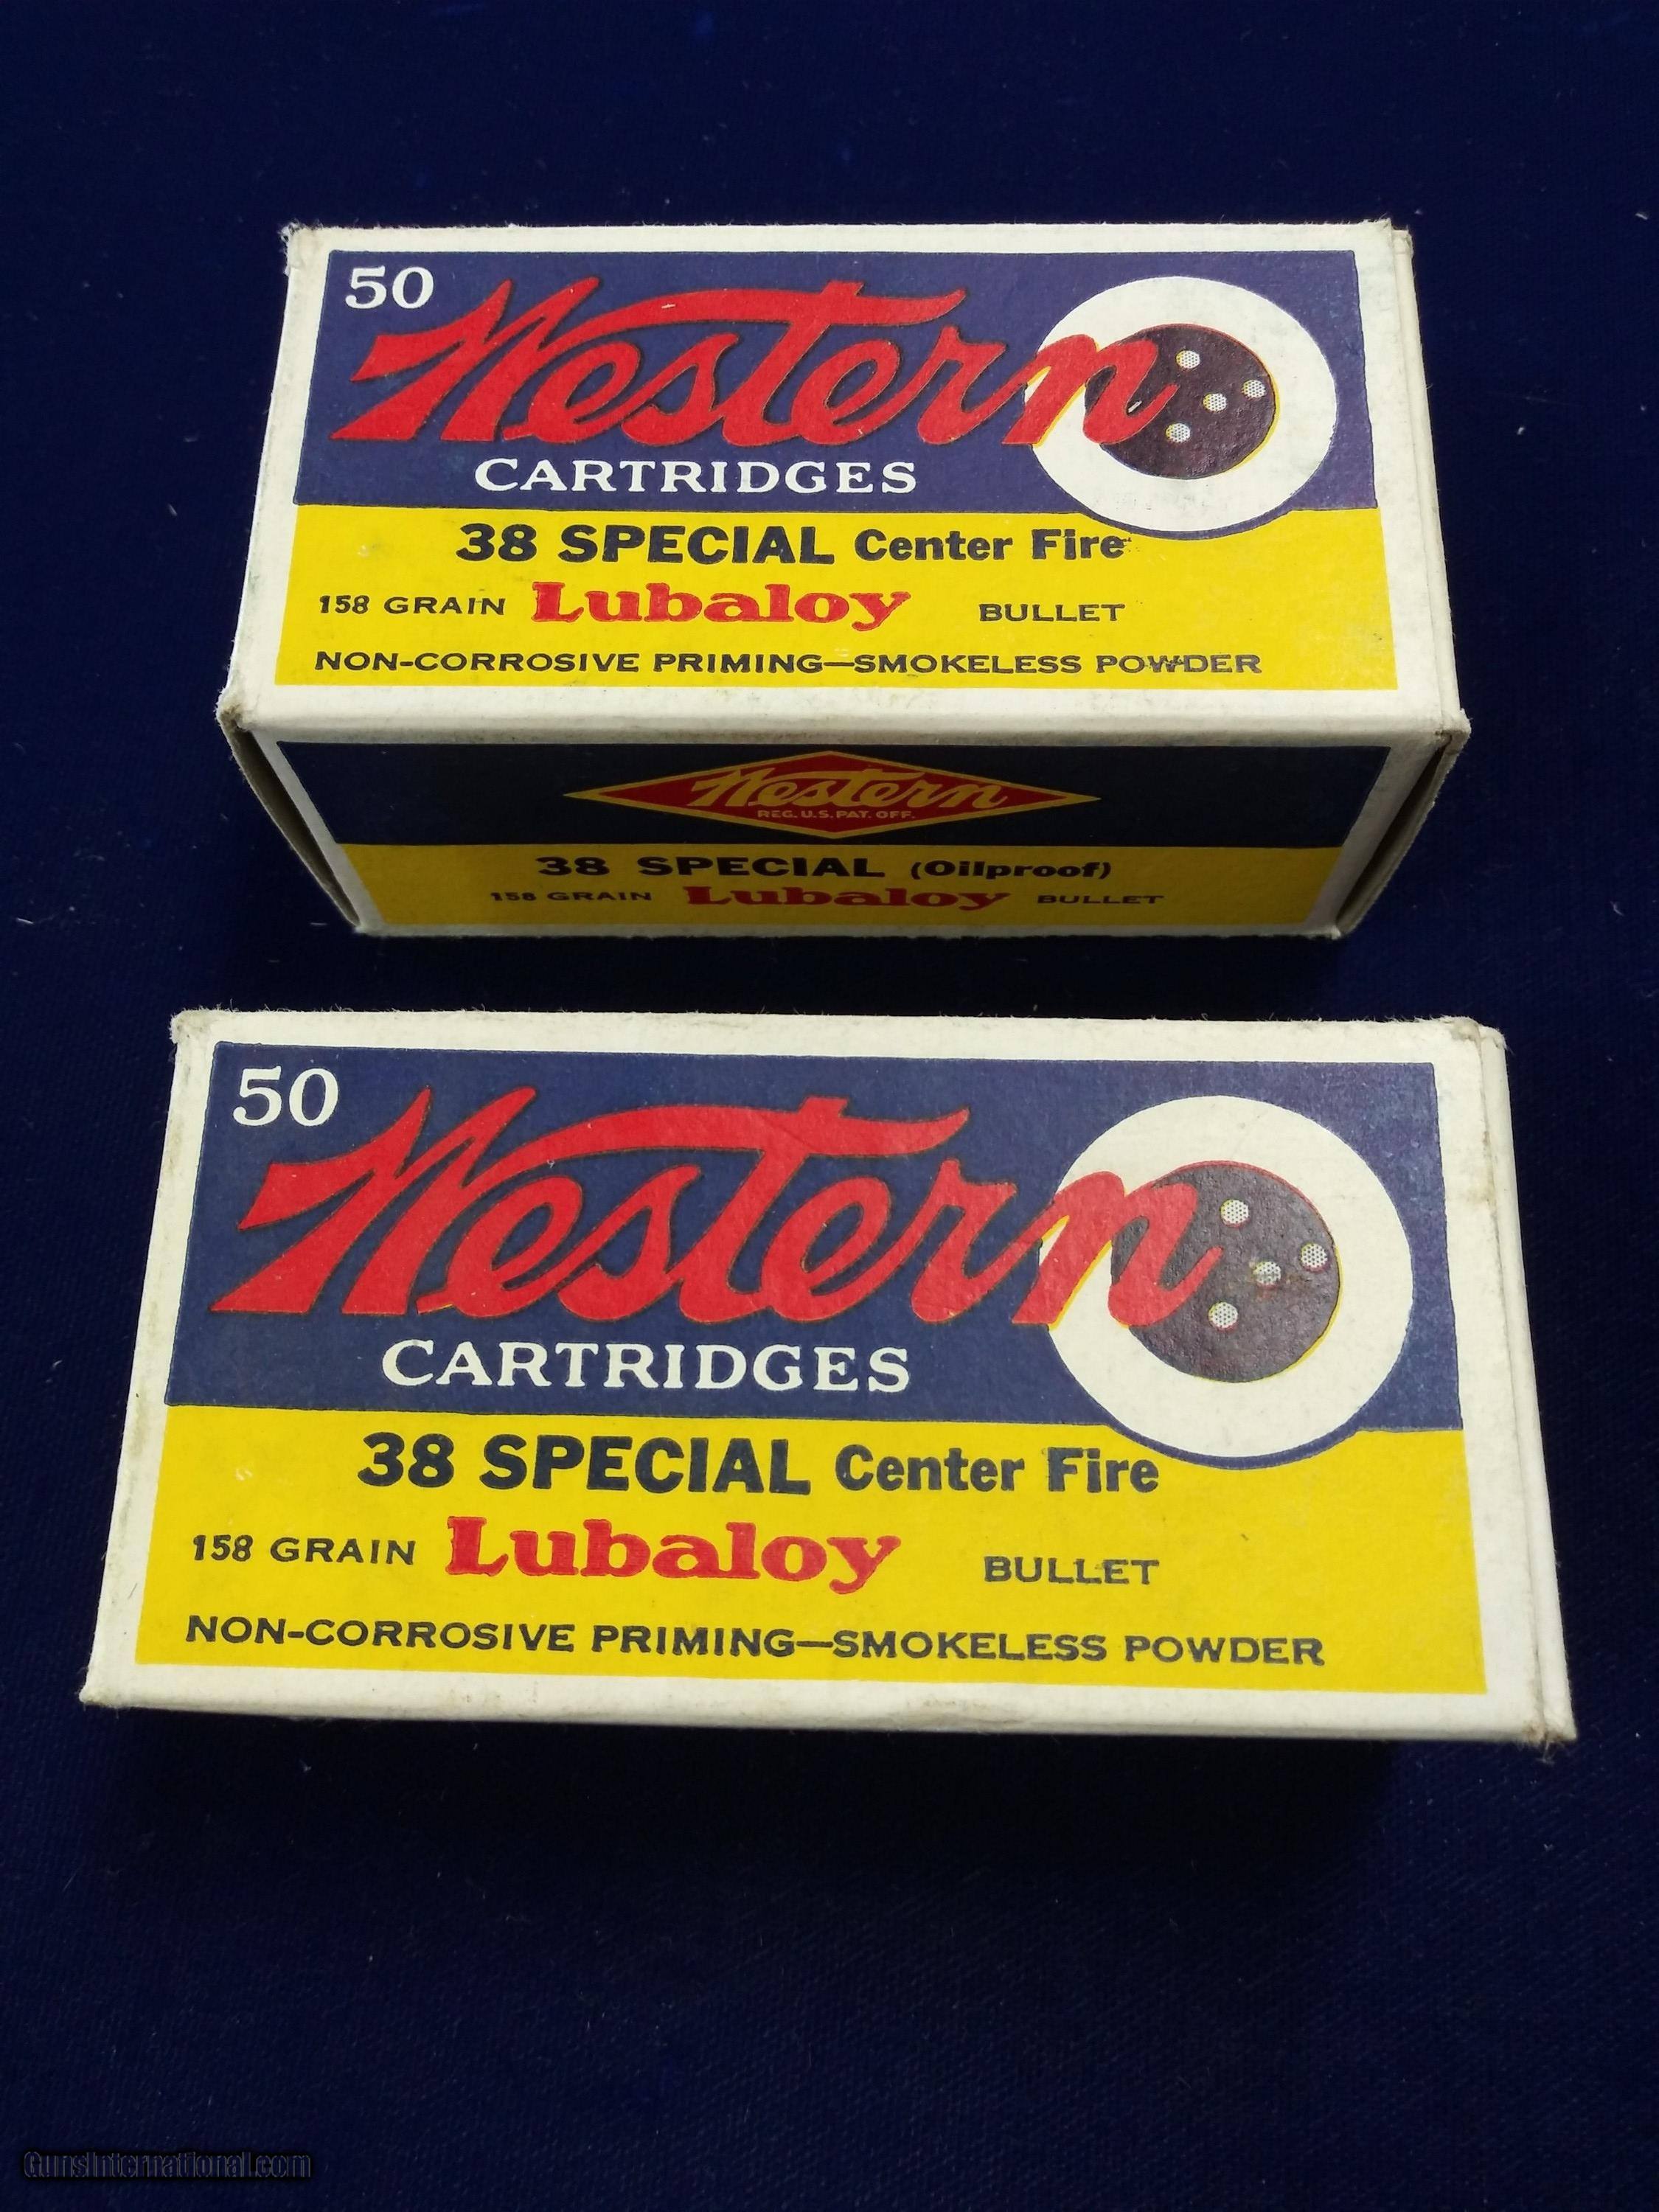 50
Western
CARTRIDGES
38 SPECIAL Center Fire
158 GRAIN Lubaloy BULLET
NON-CORROSIVE PRIMING—SMOKELESS POWDER
Western
REG. U.S. PAT. OFF.
38 SPECIAL (Oilproof)
158 GRAIN Lubaloy BULLET
50
Western
CARTRIDGES
38 SPECIAL Center Fire
158 GRAIN Lubaloy BULLET
NON-CORROSIVE PRIMING—SMOKELESS POWDER
GunsInternational.com